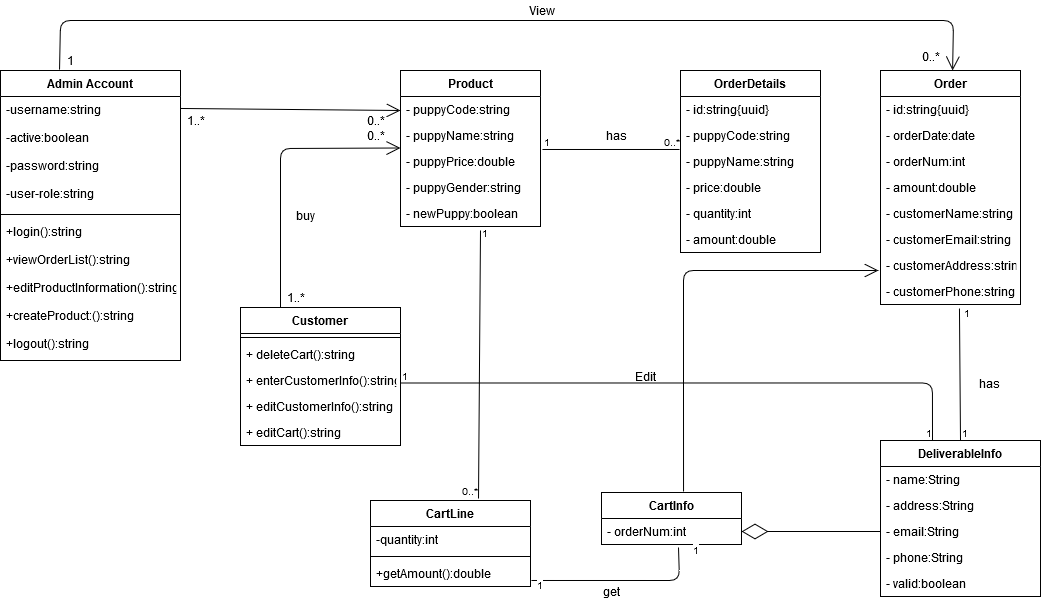 View
1
0..*
Admin Account
-username:string
-active:boolean
-password:string
-user-role:string
+login():string
+viewOrderList():string
+editProductInformation():string
+createProduct:():string
+logout():string
1..*
0..*
0..*
Product
- puppyCode:string
- puppyName:string
- puppyPrice:double
- puppyGender:string
- newPuppy:boolean
1
has
0..*
OrderDetails
- id:string{uuid}
- puppyCode:string
- puppyName:string
- price:double
- quantity:int
- amount:double
Order
- id:string{uuid}
- orderDate:date
- orderNum:int
- amount:double
- customerName:string
- customerEmail:string
- customerAddress:strin
- customerPhone:string
buy
1..*
1
1
Customer
+ deleteCart():string
+ enterCustomerInfo():string
+ editCustomerInfo():string
+ editCart():string
1
Edit
has
1
1
0..*
CartLine
-quantity:int
+getAmount():double
1
get
1
CartInfo
- orderNum:int
DeliverableInfo
- name:String
- address:String
- email:String
- phone:String
- valid:boolean